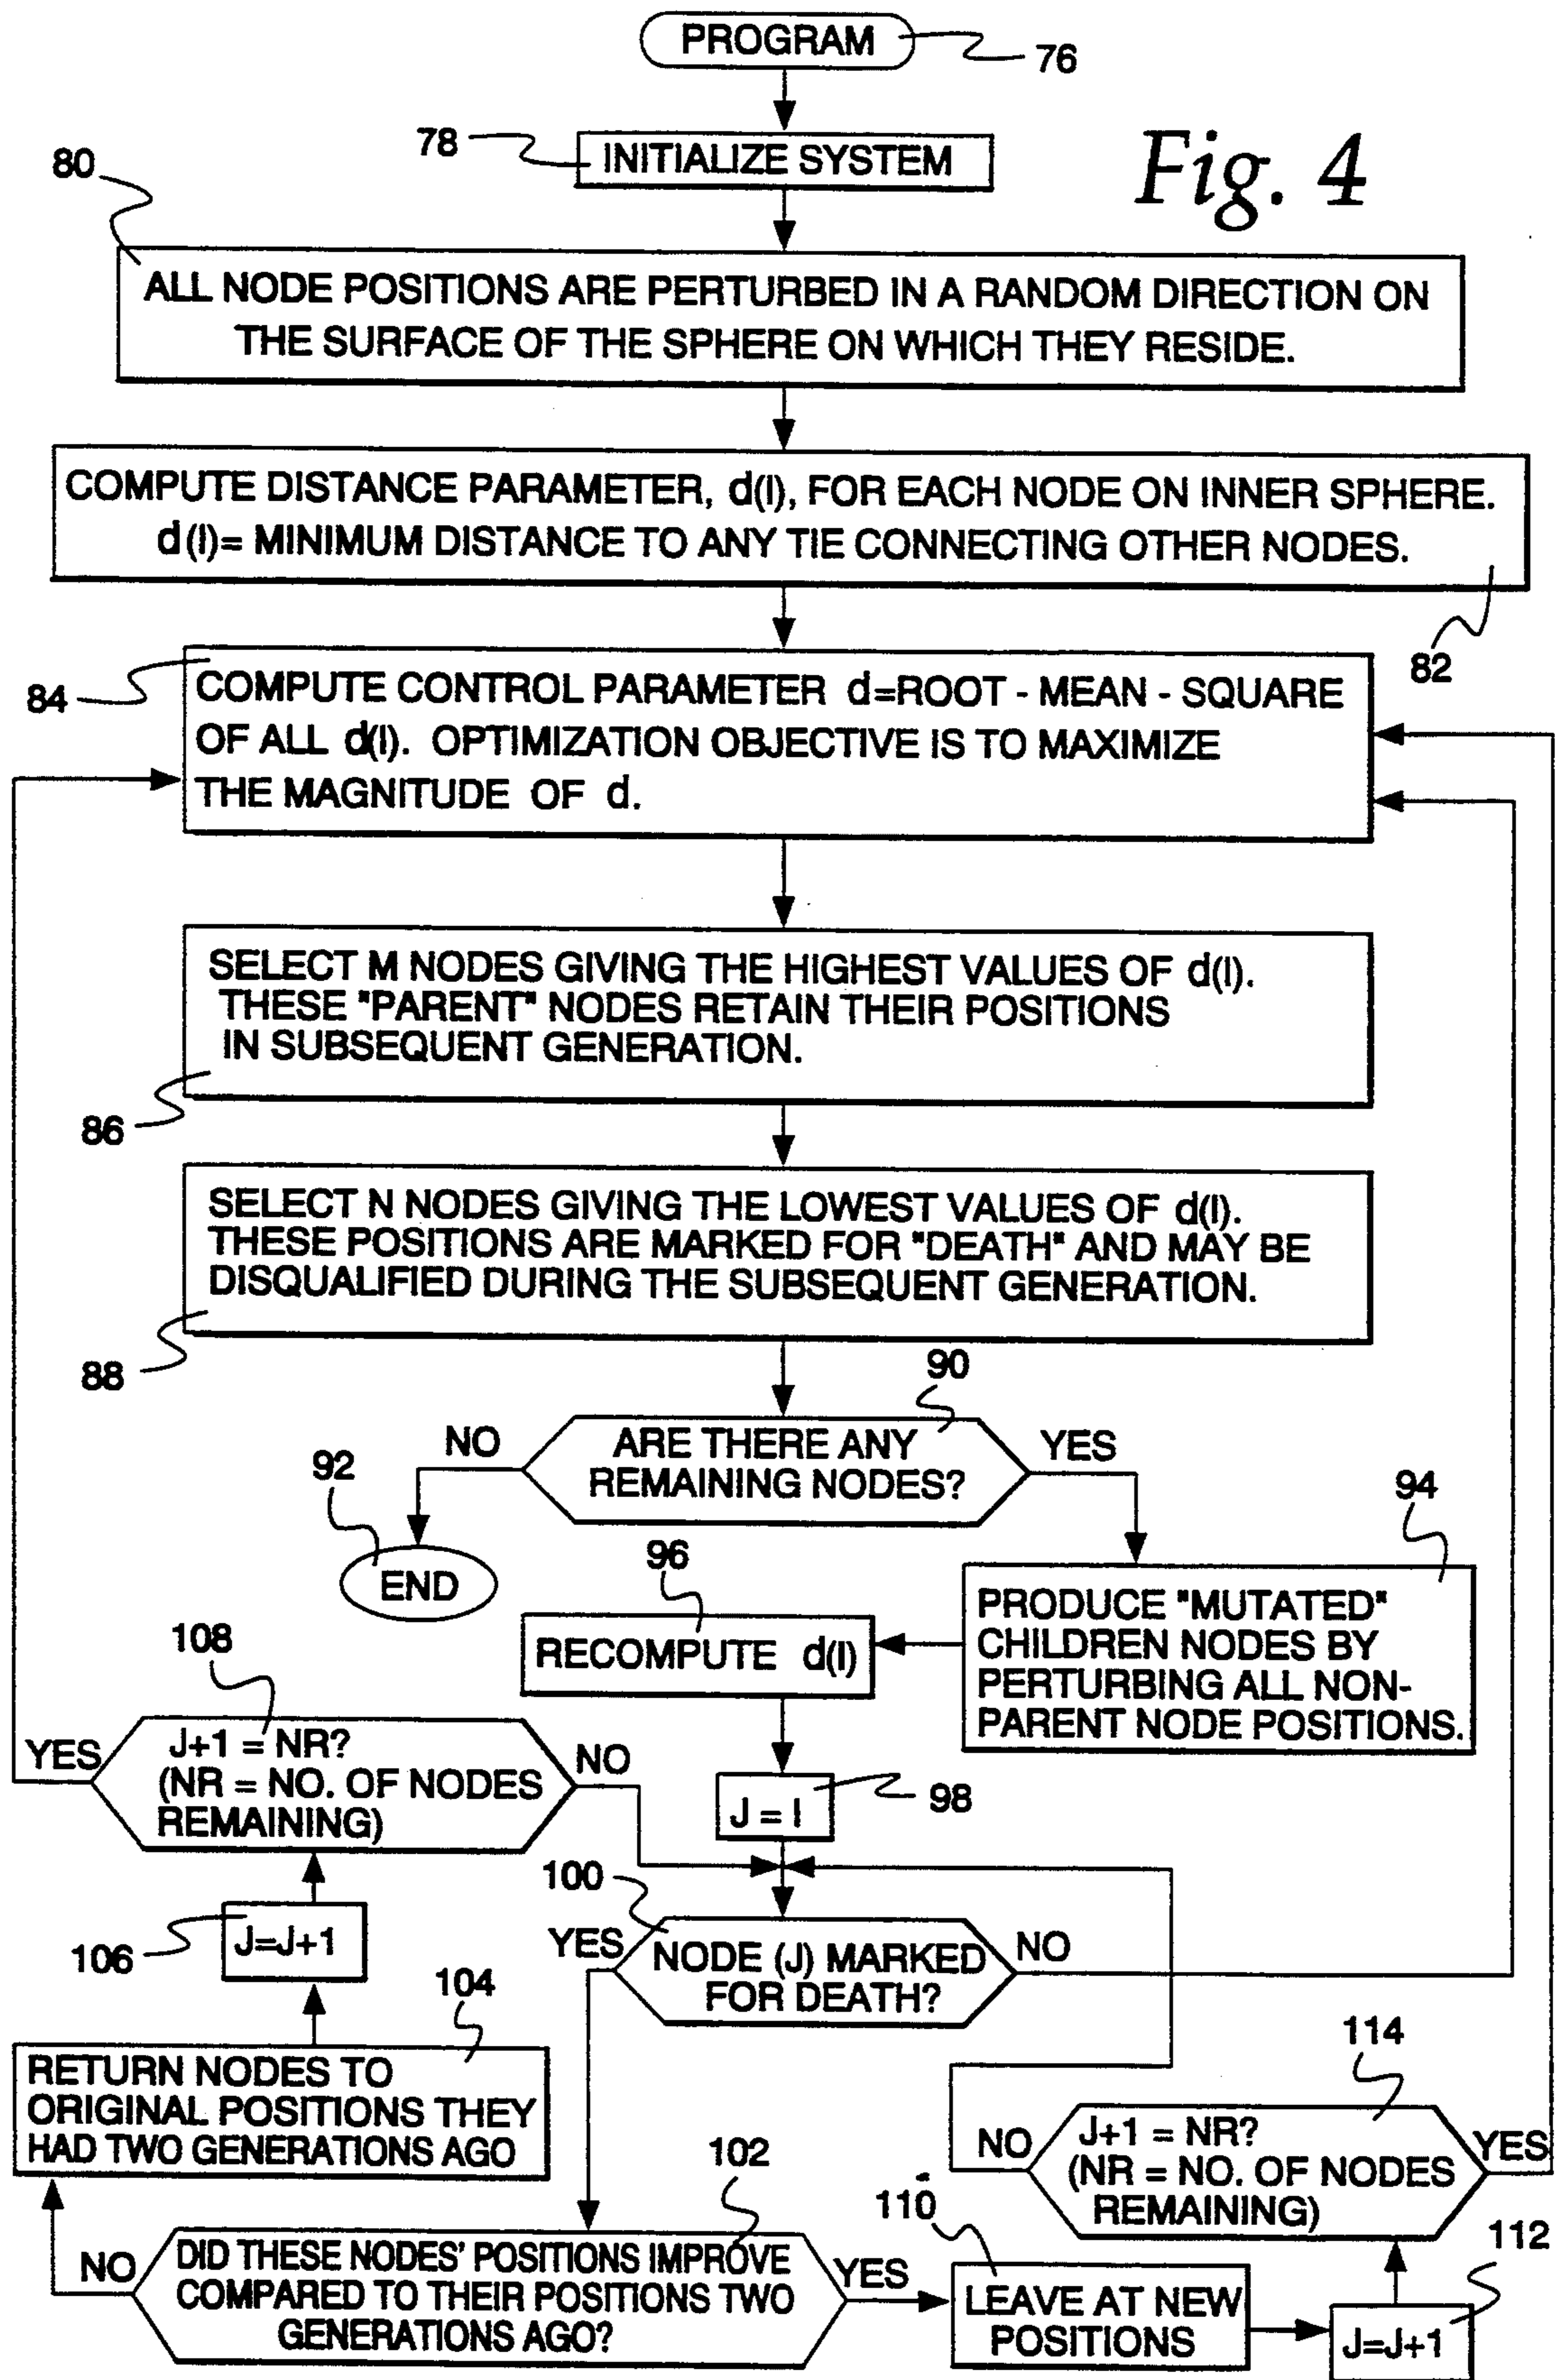 PROGRAM
76
78
INITIALIZE SYSTEM
Fig. 4
80
ALL NODE POSITIONS ARE PERTURBED IN A RANDOM DIRECTION ON
THE SURFACE OF THE SPHERE ON WHICH THEY RESIDE.
COMPUTE DISTANCE PARAMETER, d(I), FOR EACH NODE ON INNER SPHERE.
d(I)= MINIMUM DISTANCE TO ANY TIE CONNECTING OTHER NODES.
82
84
COMPUTE CONTROL PARAMETER d=ROOT - MEAN - SQUARE
OF ALL d(I). OPTIMIZATION OBJECTIVE IS TO MAXIMIZE
THE MAGNITUDE OF d.
SELECT M NODES GIVING THE HIGHEST VALUES OF d(I).
THESE "PARENT" NODES RETAIN THEIR POSITIONS
IN SUBSEQUENT GENERATION.
86
SELECT N NODES GIVING THE LOWEST VALUES OF d(I).
THESE POSITIONS ARE MARKED FOR "DEATH" AND MAY BE
DISQUALIFIED DURING THE SUBSEQUENT GENERATION.
88
90
NO
ARE THERE ANY
REMAINING NODES?
YES
92
END
94
PRODUCE "MUTATED"
CHILDREN NODES BY
PERTURBING ALL NON-
PARENT NODE POSITIONS.
96
RECOMPUTE d(I)
108
YES
J+1 = NR?
(NR = NO. OF NODES
REMAINING)
NO
J = I
98
100
YES
NODE (J) MARKED
FOR DEATH?
NO
106
J=J+1
104
RETURN NODES TO
ORIGINAL POSITIONS THEY
HAD TWO GENERATIONS AGO
114
NO
J+1 = NR?
(NR = NO. OF NODES
REMAINING)
YES
102
NO
DID THESE NODES' POSITIONS IMPROVE
COMPARED TO THEIR POSITIONS TWO
GENERATIONS AGO?
YES
110
LEAVE AT NEW
POSITIONS
112
J=J+1